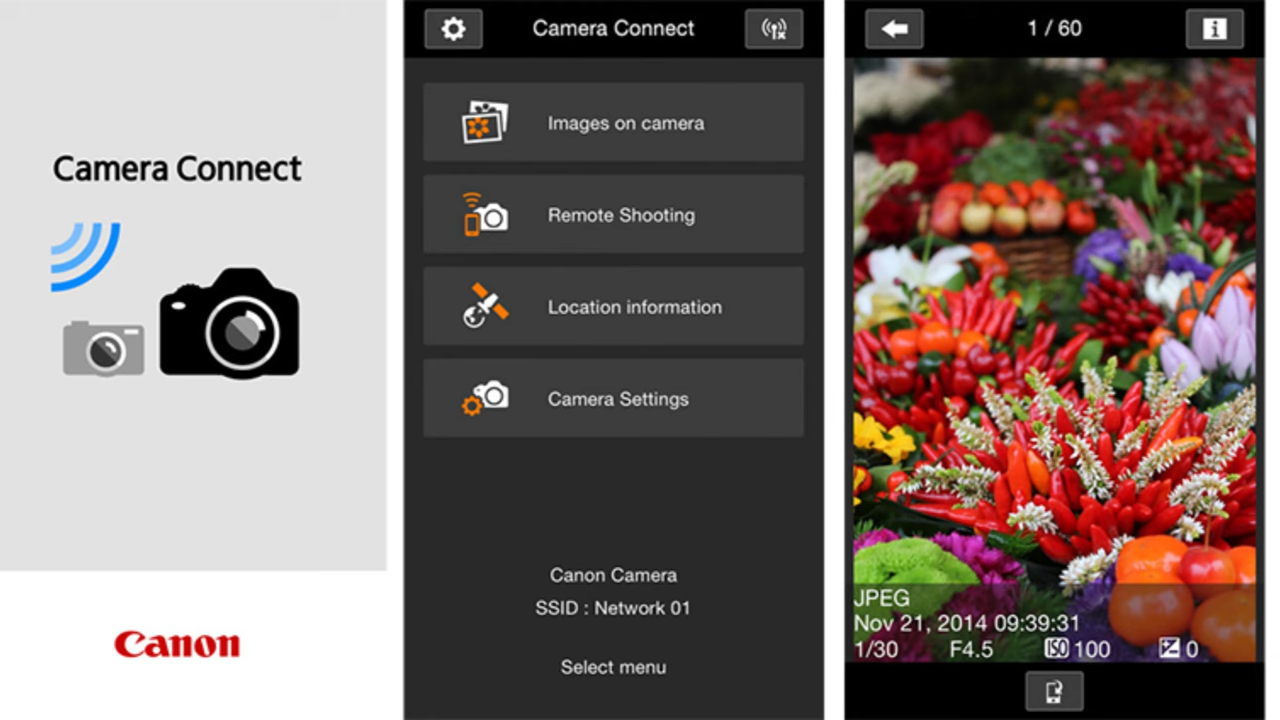 Camera Connect
Canon
Camera Connect
Images on camera
Remote Shooting
Location information
Camera Settings
Canon Camera
SSID : Network 01
Select menu
1 / 60
i
JPEG
Nov 21, 2014 09:39:31
1/30 F4.5 ISO 100 0